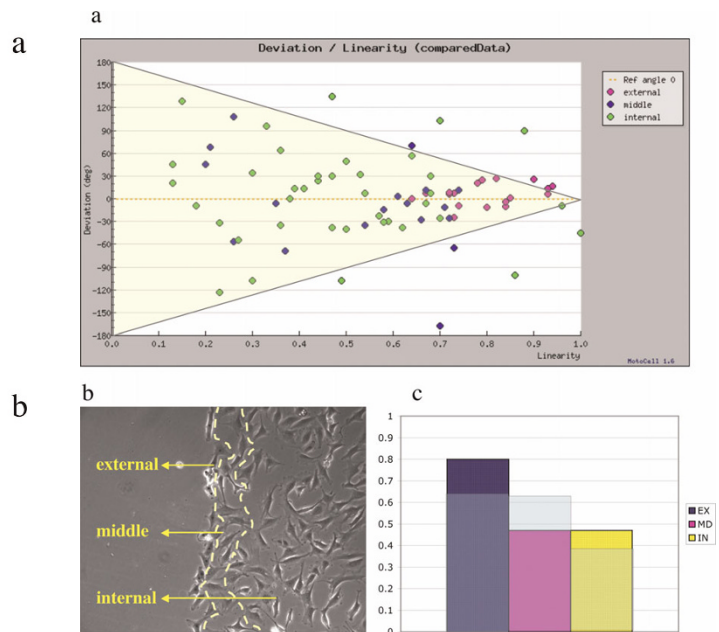 a
a
Deviation / Linearity (comparedData)
Deviation (deg)
180
150
120
90
60
30
0
-30
-60
-90
-120
-150
-180
0.0 0.1 0.2 0.3 0.4 0.5 0.6 0.7 0.8 0.9 1.0
Linearity
Ref angle 0
external
middle
internal
MotoCell 1.6
b
b
external
middle
internal
c
1
0.9
0.8
0.7
0.6
0.5
0.4
0.3
0.2
0.1
0
EX
MD
IN